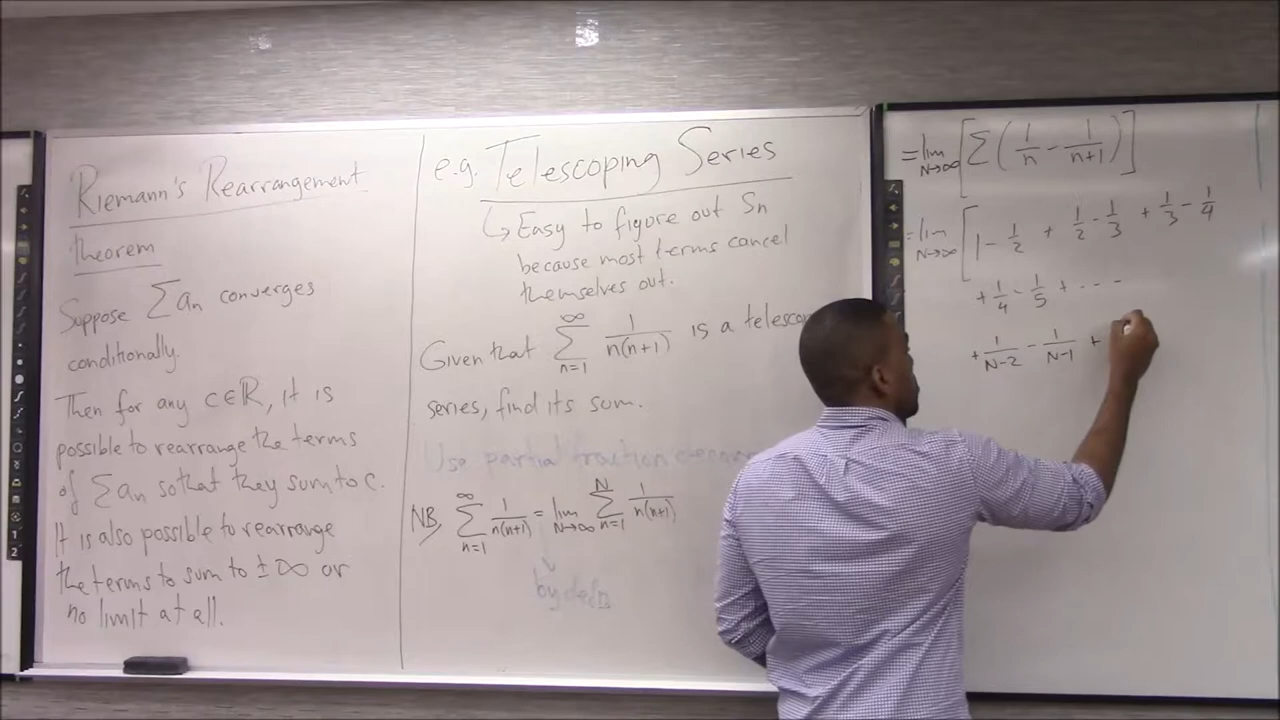 Riemann's Rearrangement
theorem
Suppose ∑an converges
conditionally.
Then for any c∈ℝ, it is
possible to rearrange the terms
of ∑an so that they sum to c.
It is also possible to rearrange
the terms to sum to ±∞ or
no limit at all.
e.g. Telescoping Series
↳ Easy to figure out Sn
because most terms cancel
themselves out.
Given that ∑_{n=1}^{∞} 1/(n(n+1)) is a telesco
series, find its sum.
Use partial fraction
NB, ∑_{n=1}^{∞} 1/(n(n+1)) = lim_{N→∞} ∑_{n=1}^{N} 1/(n(n+1))
by defn
= lim_{N→∞} [∑(1/n - 1/(n+1))]
= lim_{N→∞} [1 - 1/2 + 1/2 - 1/3 + 1/3 - 1/4
+ 1/4 - 1/5 + ---
+ 1/(N-2) - 1/(N-1) +